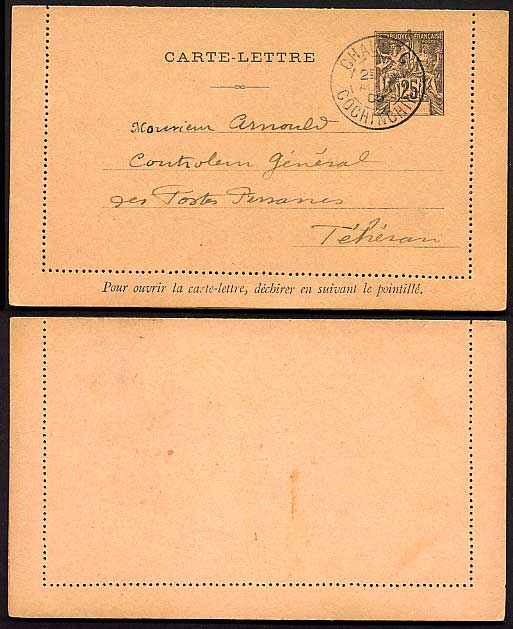 RÉPUBLIQUE FRANÇAISE
CARTE-LETTRE
25
COCHINCHINE
Monsieur Arnould
Controleur Général
des Postes Persanes
Téhéran
Pour ouvrir la carte-lettre, déchirer en suivant le pointillé.